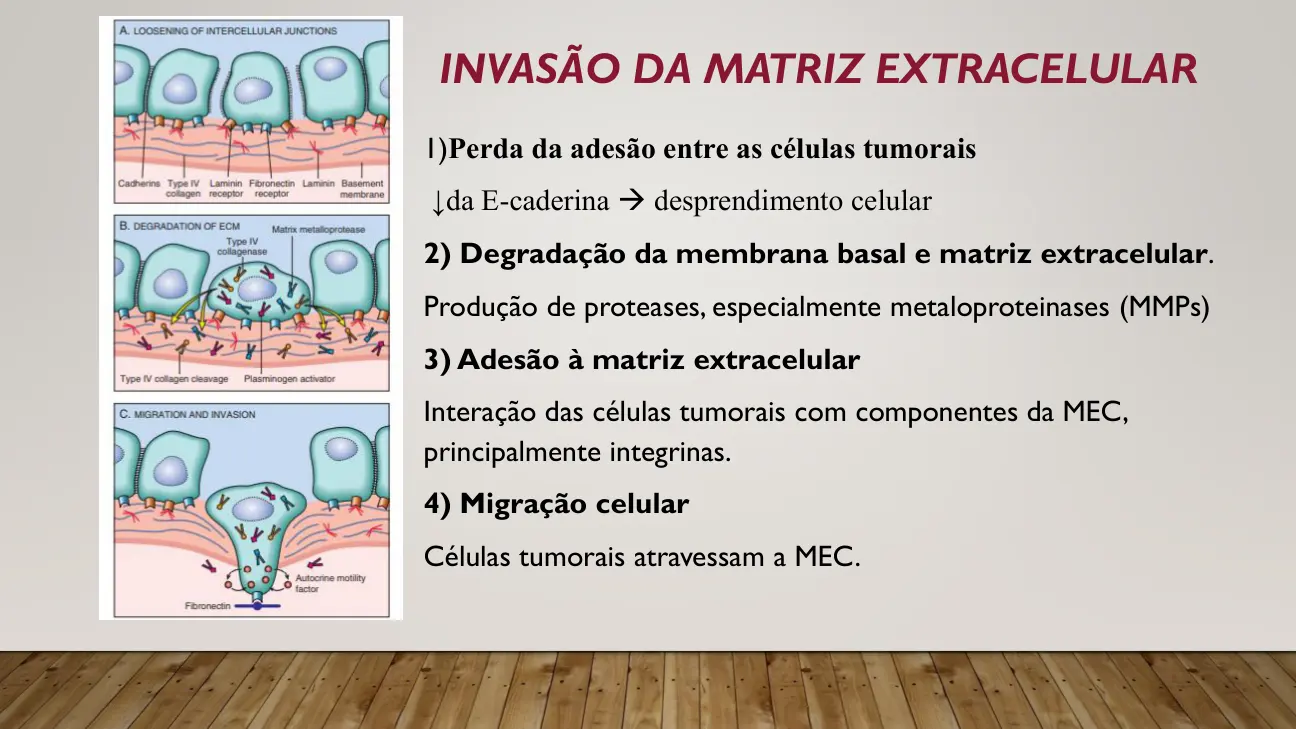 A. LOOSENING OF INTERCELLULAR JUNCTIONS
Cadherins Type IV collagen Laminin receptor Fibronectin receptor Laminin Basement membrane
B. DEGRADATION OF ECM
Matrix metalloprotease
Type IV
collagenase
Type IV collagen cleavage Plasminogen activator
C. MIGRATION AND INVASION
Autocrine motility
factor
Fibronectin
INVASÃO DA MATRIZ EXTRACELULAR
1)Perda da adesão entre as células tumorais
↓da E-caderina → desprendimento celular
2) Degradação da membrana basal e matriz extracelular.
Produção de proteases, especialmente metaloproteinases (MMPs)
3) Adesão à matriz extracelular
Interação das células tumorais com componentes da MEC,
principalmente integrinas.
4) Migração celular
Células tumorais atravessam a MEC.